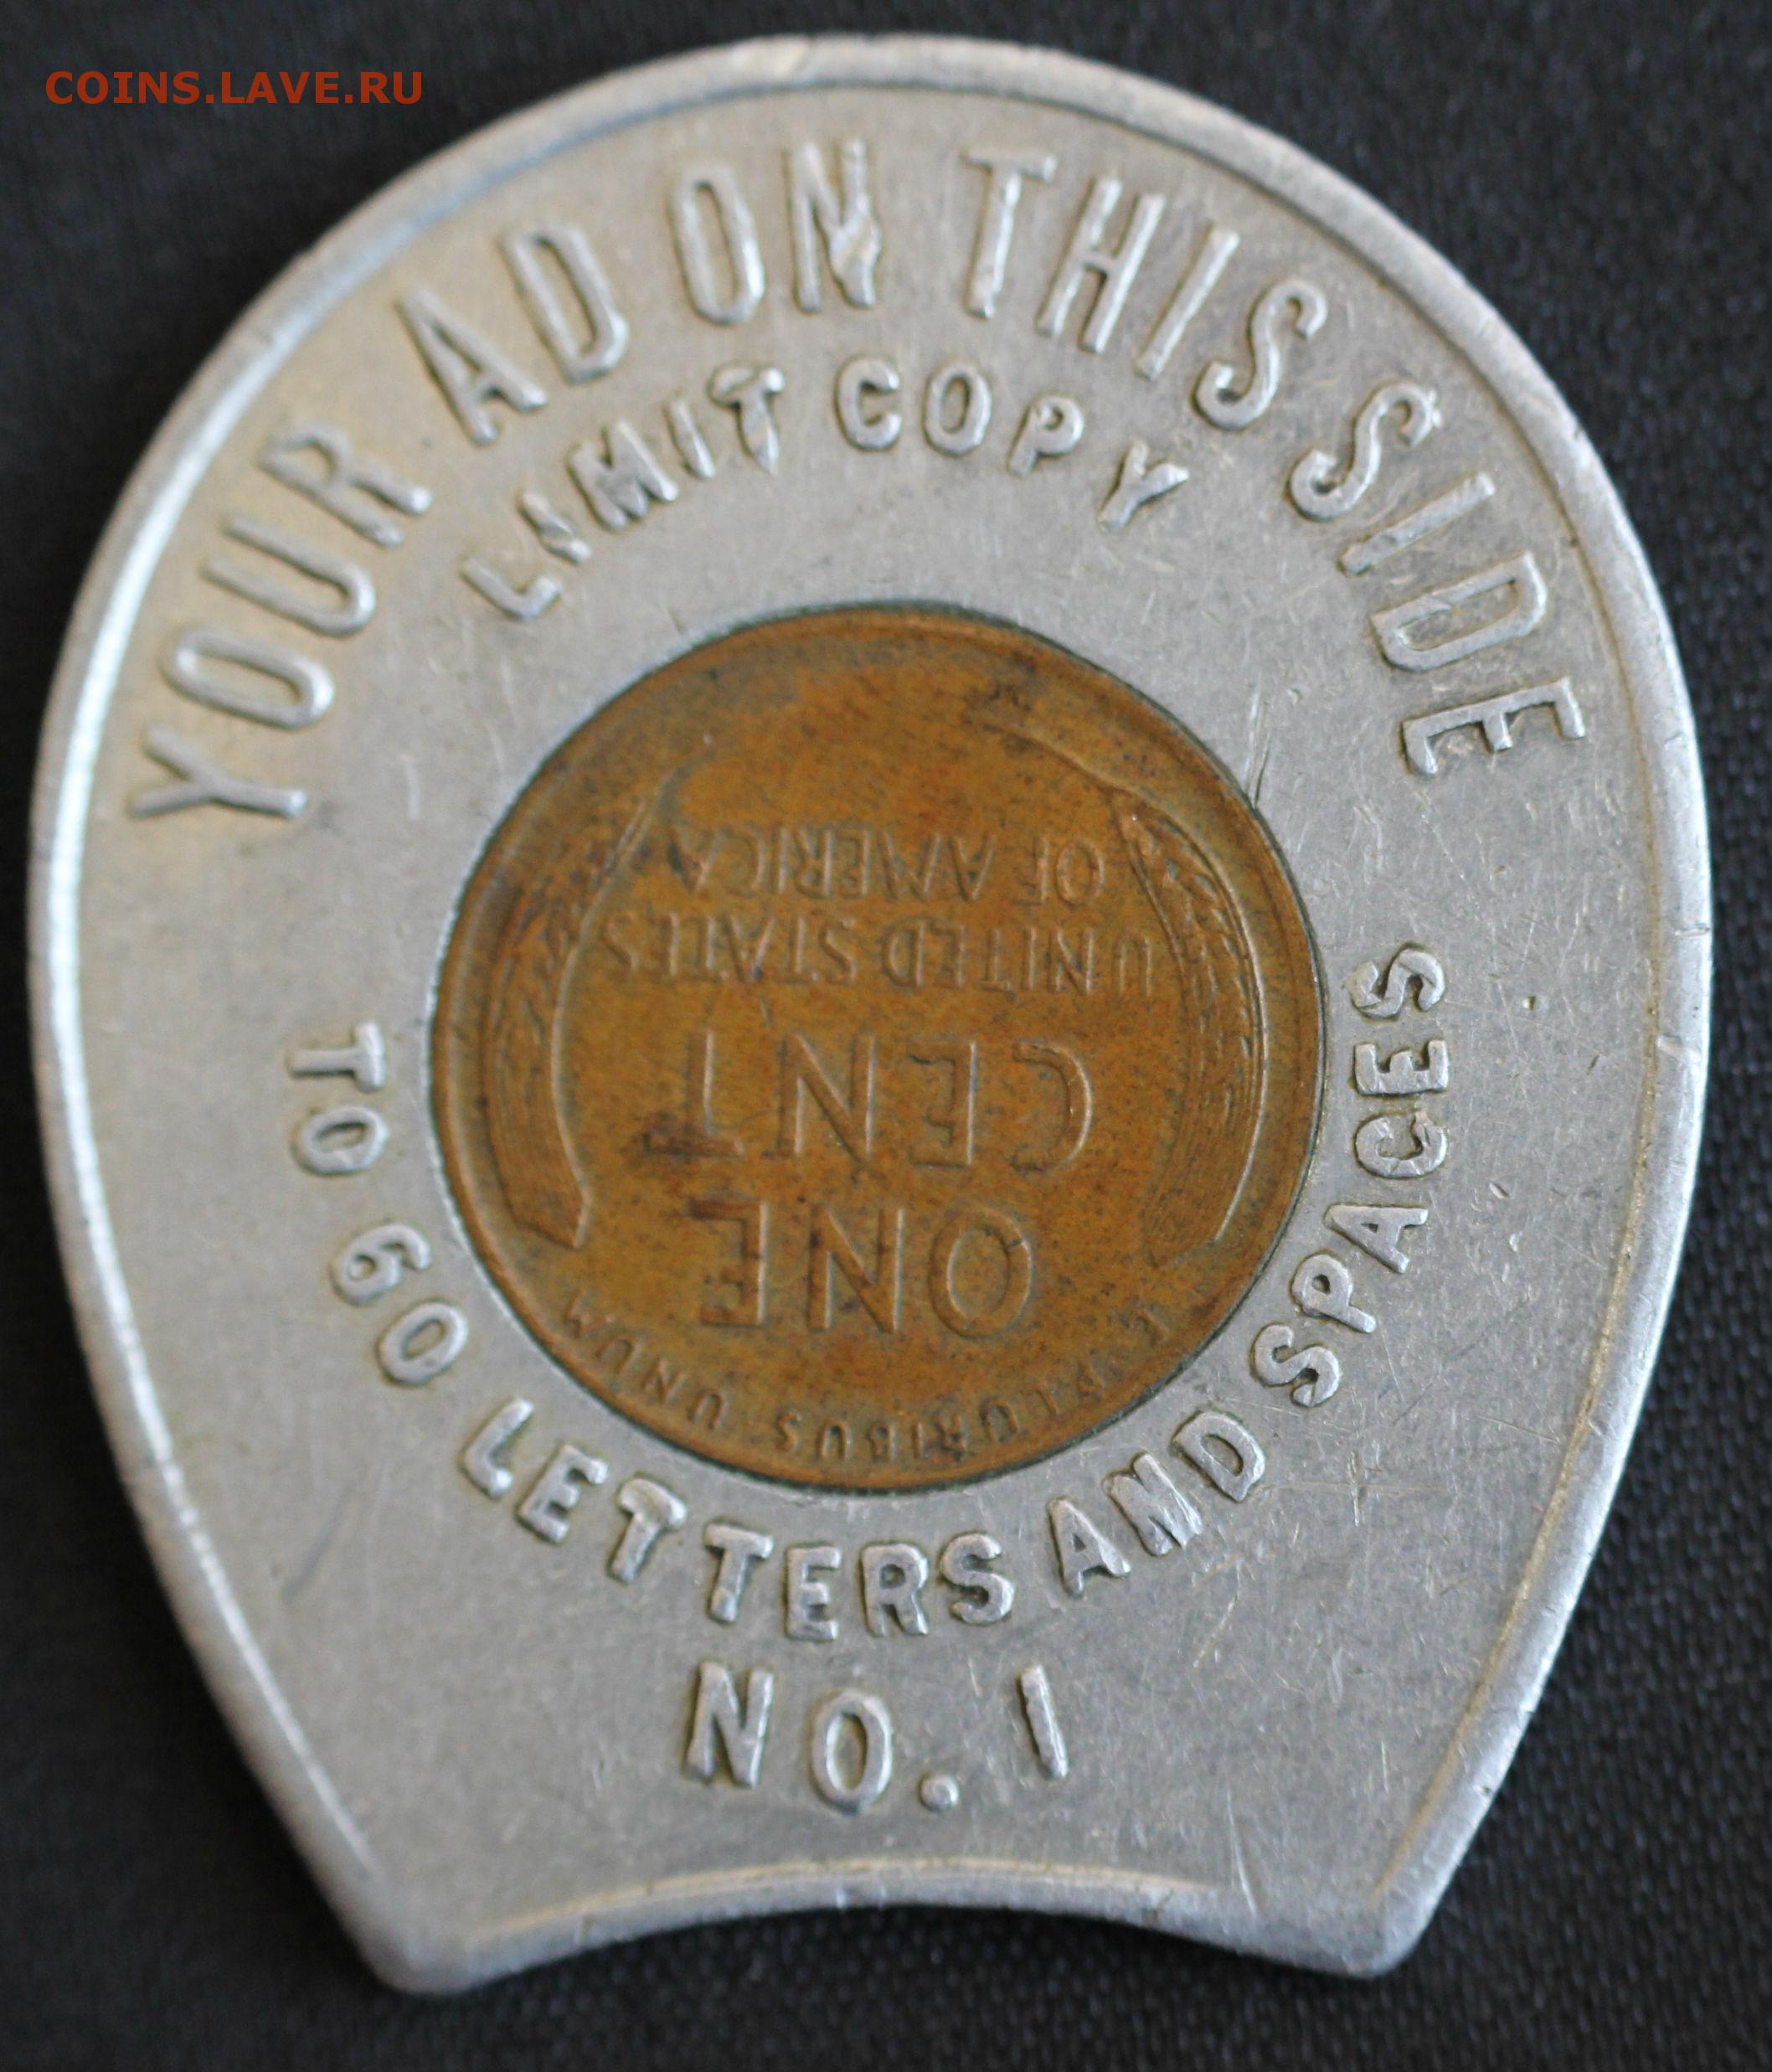 COINS.LAVE.RU
YOUR AD ON THIS SIDE
LIMIT COPY
TO 60 LETTERS AND SPACES
NO. 1
E PLURIBUS UNUM
ONE
CENT
UNITED STATES
OF AMERICA